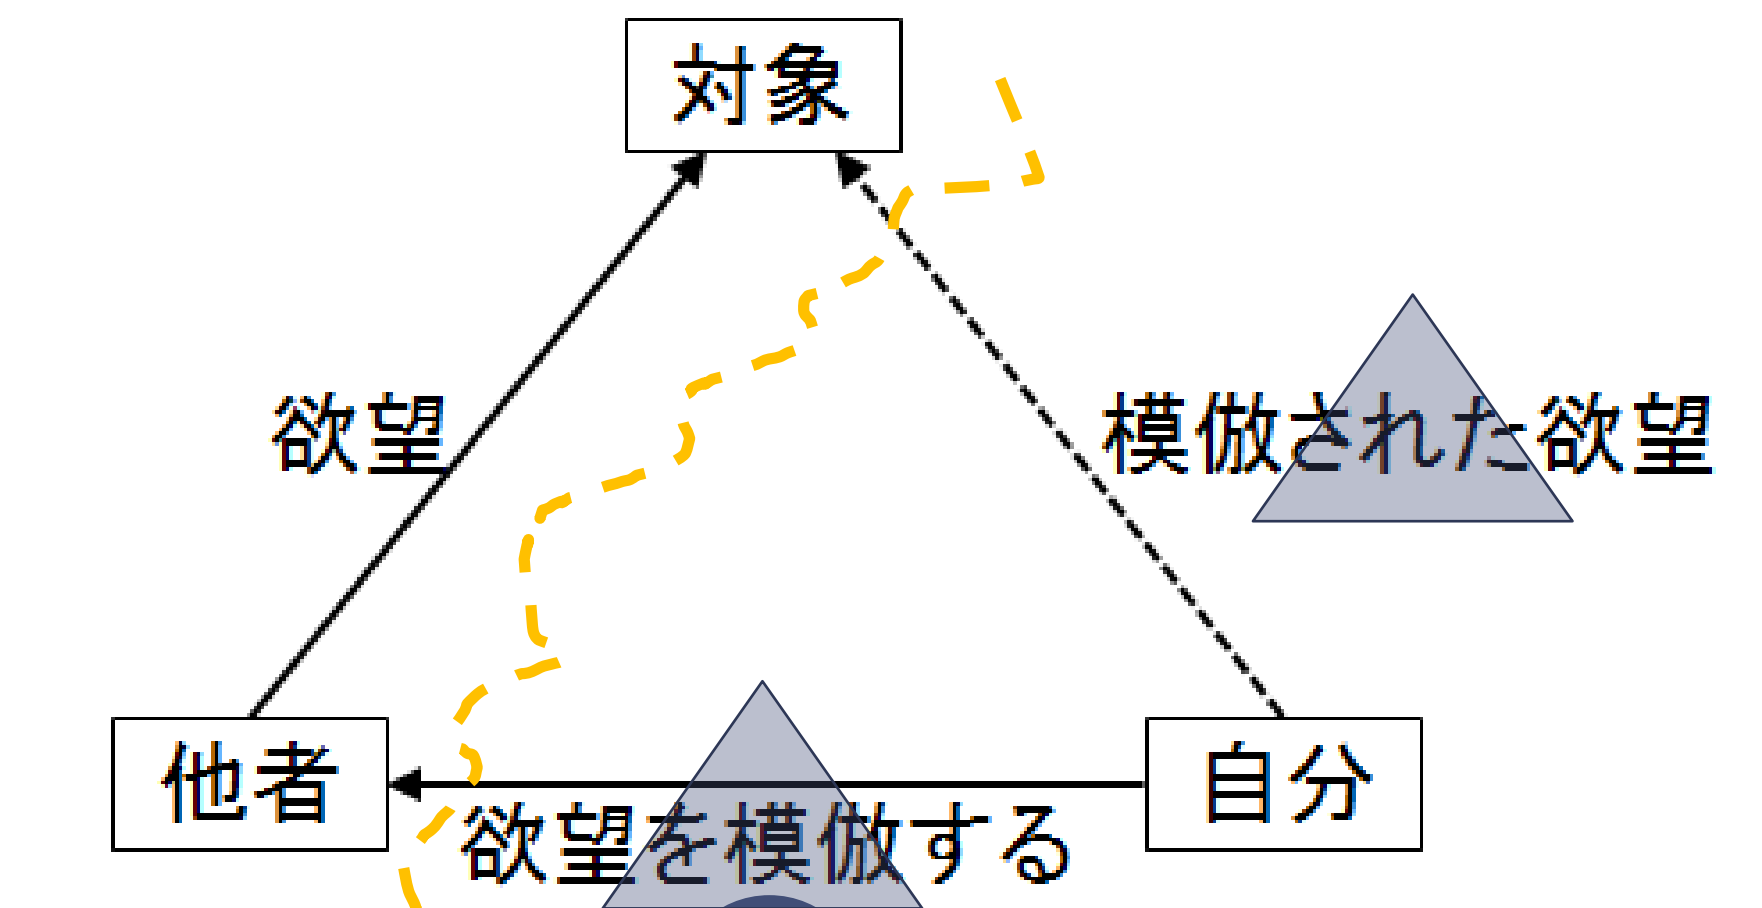 対象
欲望
模倣された欲望
他者
自分
欲望を模倣する